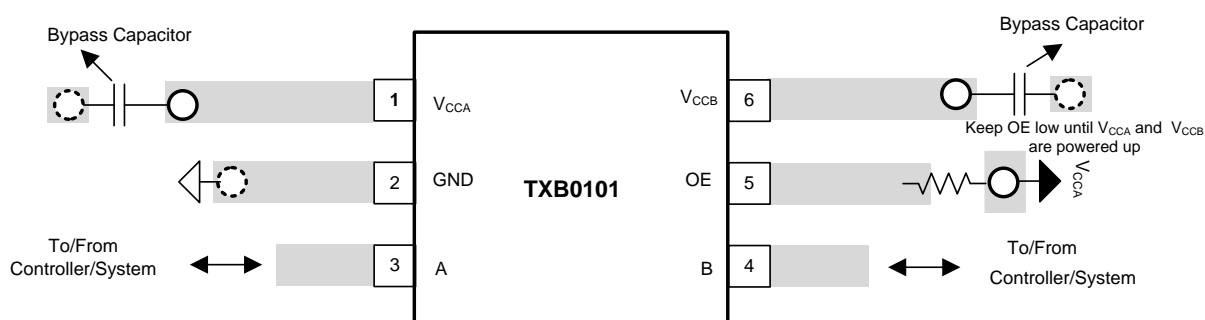 Bypass Capacitor
Bypass Capacitor
1
VCCA
VCCB
6
Keep OE low until VCCA and VCCB
are powered up
2
GND
TXB0101
OE
5
VCCA
To/From
Controller/System
3
A
B
4
To/From
Controller/System